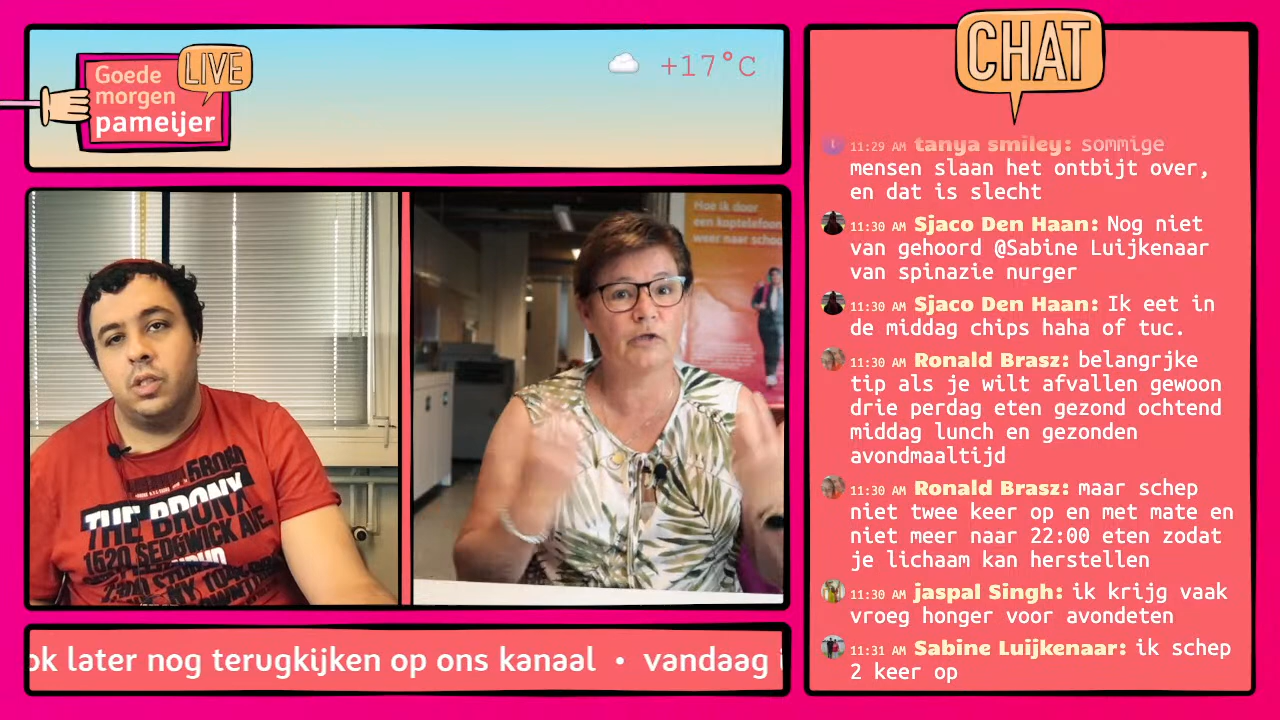 Goede
morgen
pameijer
LIVE
+17°C
Hoe ik door
een koptelefoon
weer naar school
THE BRONX
1520 SEDGWICK AVE.
ok later nog terugkijken op ons kanaal • vandaag
CHAT
11:29 AM tanya smiley: sommige
mensen slaan het ontbijt over,
en dat is slecht
11:30 AM Sjaco Den Haan: Nog niet
van gehoord @Sabine Luijkenaar
van spinazie nurger
11:30 AM Sjaco Den Haan: Ik eet in
de middag chips haha of tuc.
11:30 AM Ronald Brasz: belangrjke
tip als je wilt afvallen gewoon
drie perdag eten gezond ochtend
middag lunch en gezonden
avondmaaltijd
11:30 AM Ronald Brasz: maar schep
niet twee keer op en met mate en
niet meer naar 22:00 eten zodat
je lichaam kan herstellen
11:30 AM jaspal Singh: ik krijg vaak
vroeg honger voor avondeten
11:31 AM Sabine Luijkenaar: ik schep
2 keer op